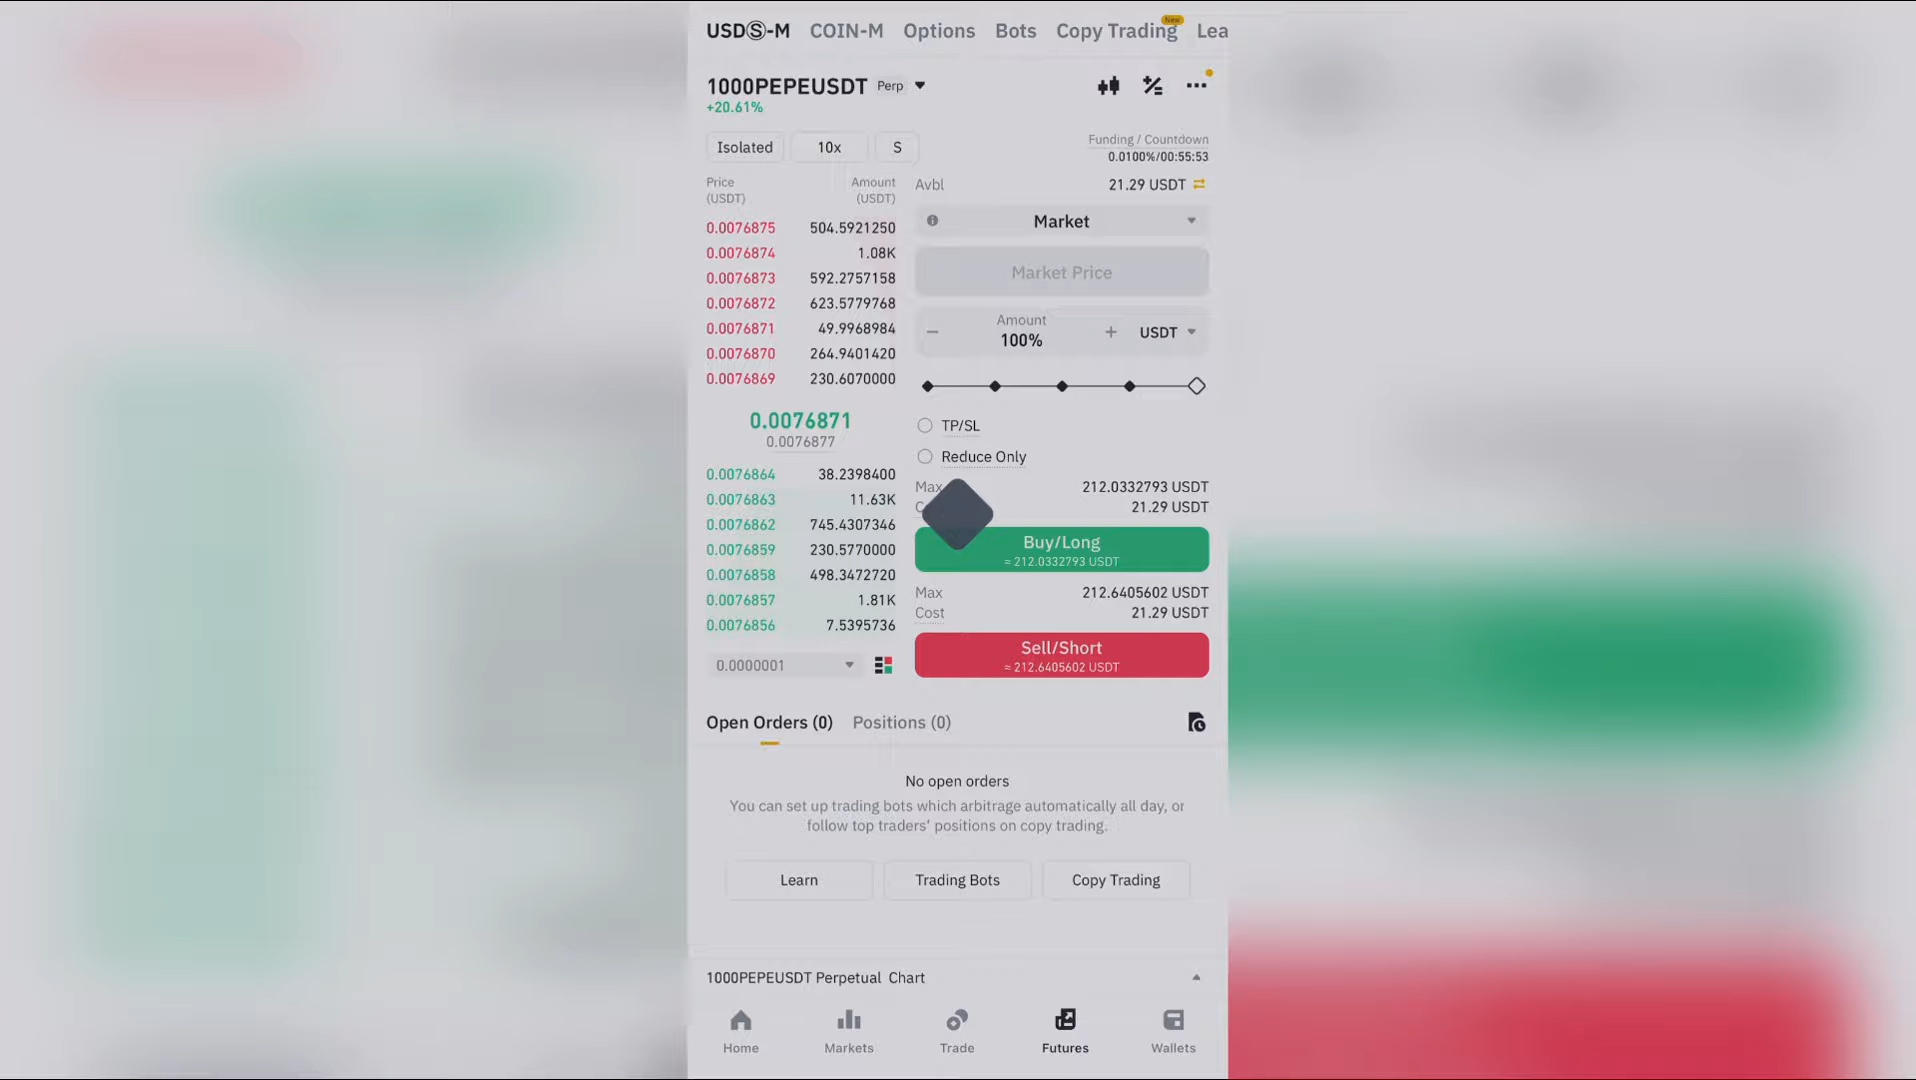 USDⓈ-M COIN-M Options Bots Copy Trading New Lea
1000PEPEUSDT Perp
+20.61%
Isolated 10x S
Funding / Countdown
0.0100%/00:55:53
Price (USDT) Amount (USDT)
0.0076875 504.5921250
0.0076874 1.08K
0.0076873 592.2757158
0.0076872 623.5779768
0.0076871 49.9968984
0.0076870 264.9401420
0.0076869 230.6070000
0.0076871
0.0076877
0.0076864 38.2398400
0.0076863 11.63K
0.0076862 745.4307346
0.0076859 230.5770000
0.0076858 498.3472720
0.0076857 1.81K
0.0076856 7.5395736
0.0000001
Avbl 21.29 USDT
Market
Market Price
Amount
− 100% + USDT
TP/SL
Reduce Only
Max 212.0332793 USDT
21.29 USDT
Buy/Long
≈ 212.0332793 USDT
Max 212.6405602 USDT
Cost 21.29 USDT
Sell/Short
≈ 212.6405602 USDT
Open Orders (0) Positions (0)
No open orders
You can set up trading bots which arbitrage automatically all day, or
follow top traders' positions on copy trading.
Learn Trading Bots Copy Trading
1000PEPEUSDT Perpetual Chart
Home Markets Trade Futures Wallets